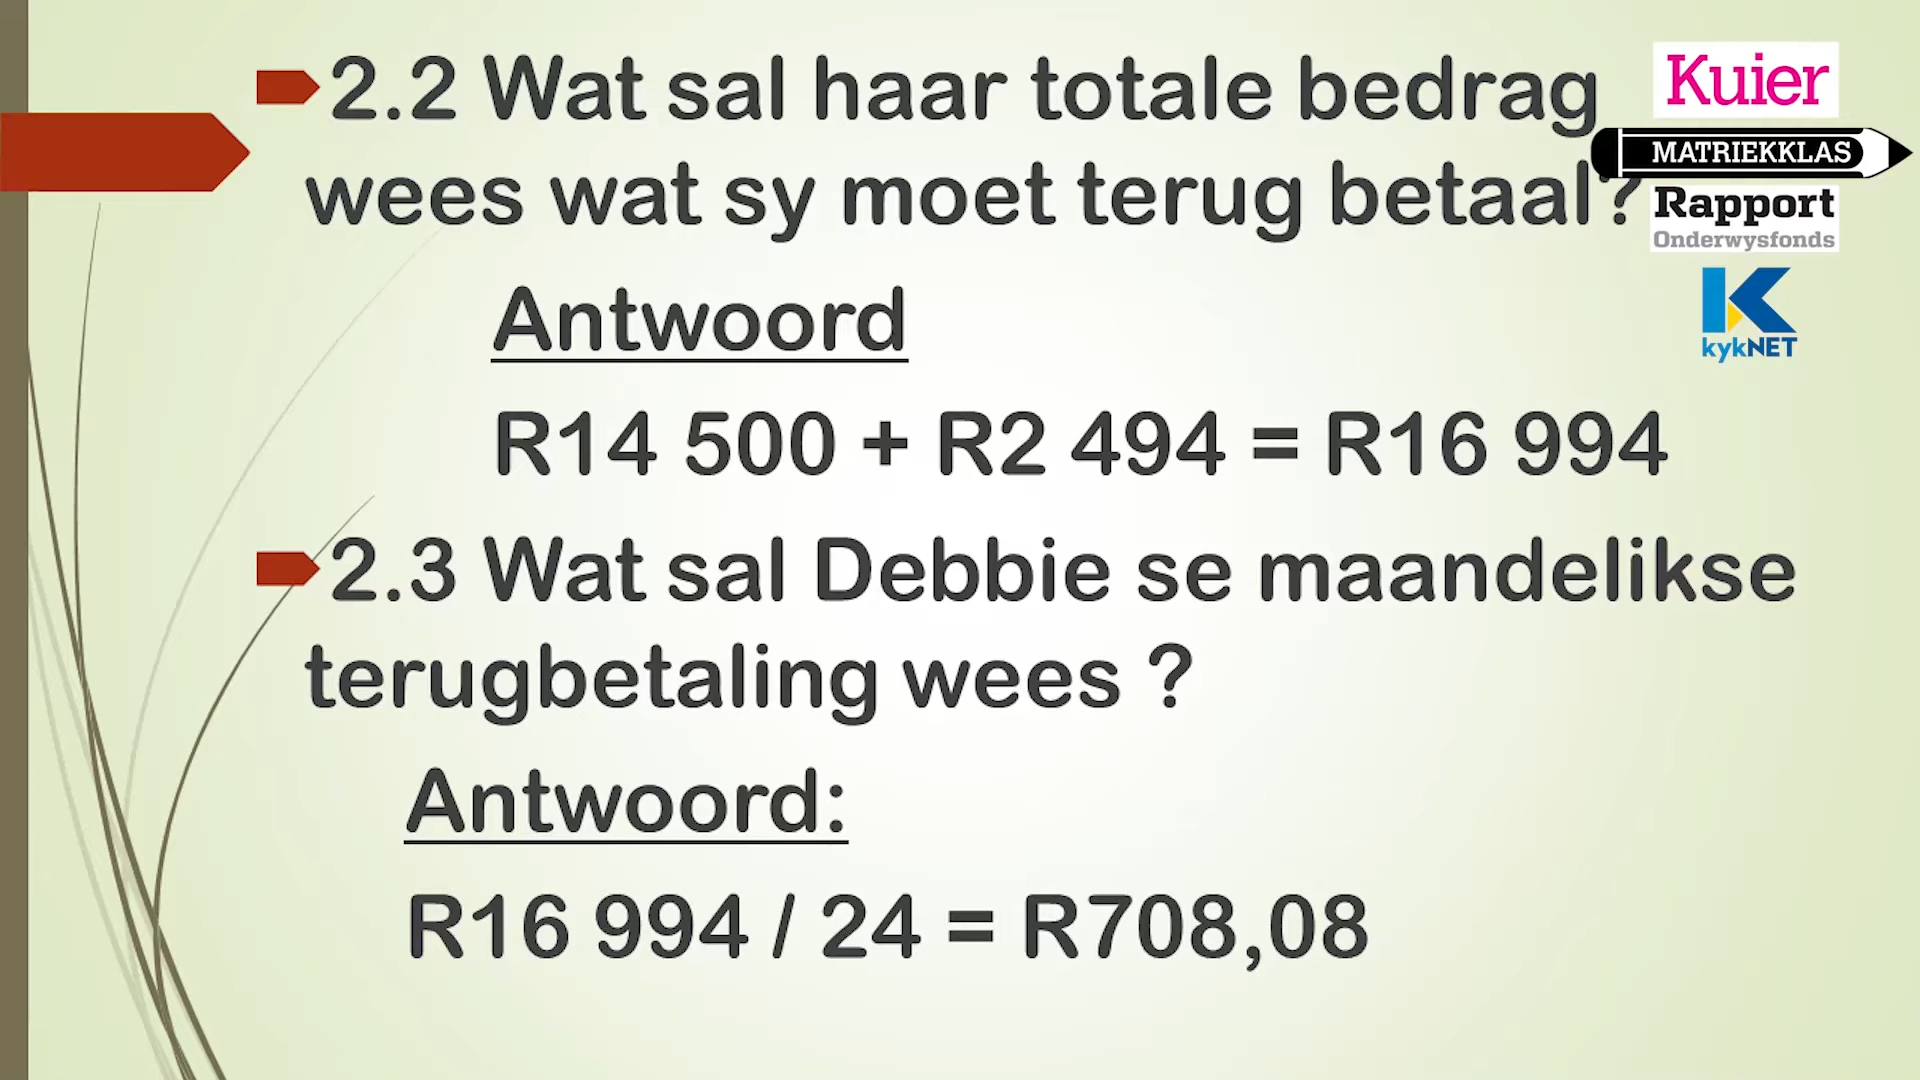 2.2 Wat sal haar totale bedrag
wees wat sy moet terug betaal?
Antwoord
R14 500 + R2 494 = R16 994
2.3 Wat sal Debbie se maandelikse
terugbetaling wees ?
Antwoord:
R16 994 / 24 = R708,08
Kuier
MATRIEKKLAS
Rapport
Onderwysfonds
kykNET